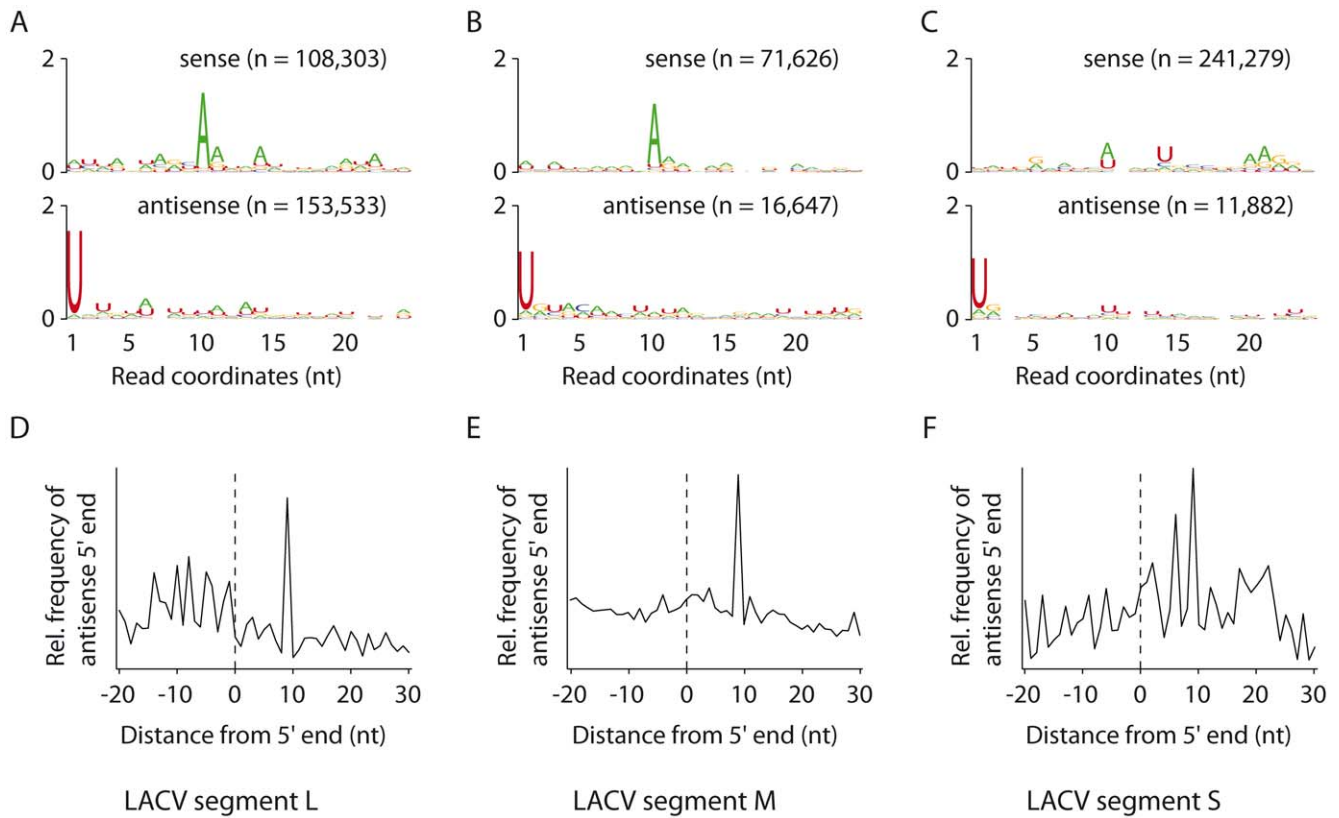 A
B
C
2
sense (n = 108,303)
0
2
sense (n = 71,626)
0
2
sense (n = 241,279)
0
2
antisense (n = 153,533)
0
2
antisense (n = 16,647)
0
2
antisense (n = 11,882)
0
1 5 10 15 20
1 5 10 15 20
1 5 10 15 20
Read coordinates (nt)
Read coordinates (nt)
Read coordinates (nt)
D
E
F
Rel. frequency of
antisense 5' end
Rel. frequency of
antisense 5' end
Rel. frequency of
antisense 5' end
-20 -10 0 10 20 30
-20 -10 0 10 20 30
-20 -10 0 10 20 30
Distance from 5' end (nt)
Distance from 5' end (nt)
Distance from 5' end (nt)
LACV segment L
LACV segment M
LACV segment S